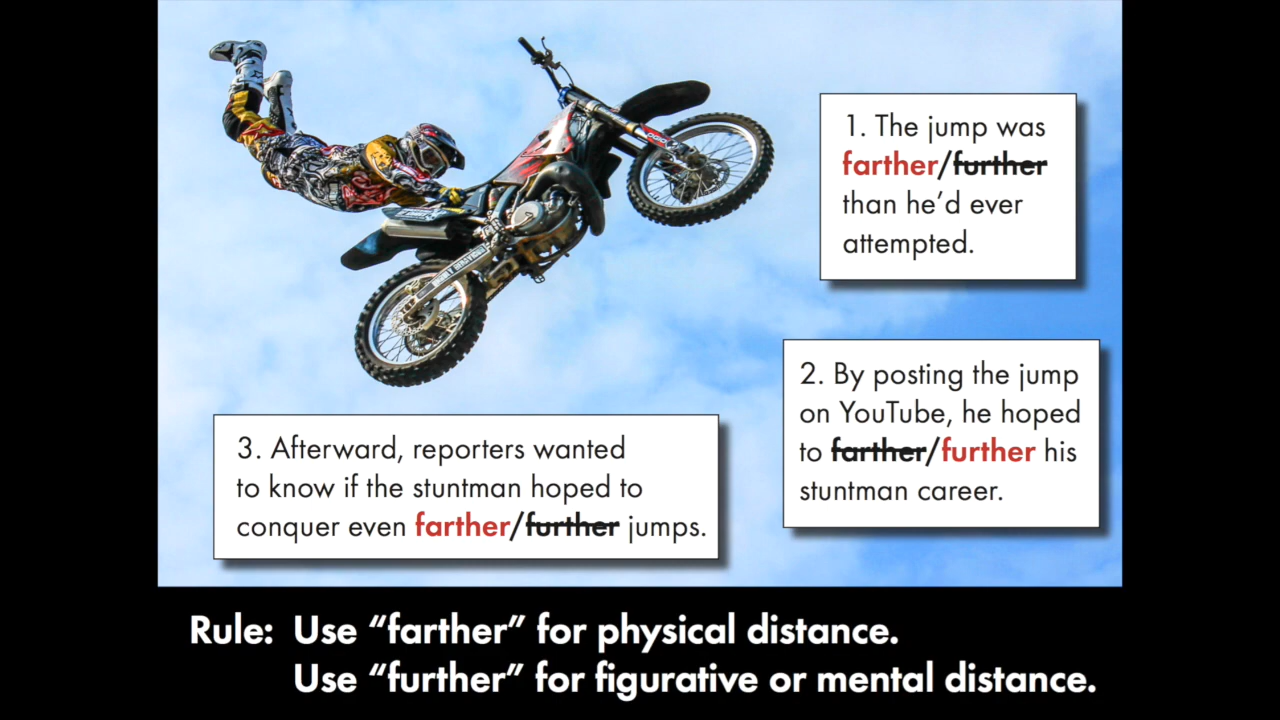 1. The jump was
farther/further
than he’d ever
attempted.
2. By posting the jump
on YouTube, he hoped
to farther/further his
stuntman career.
3. Afterward, reporters wanted
to know if the stuntman hoped to
conquer even farther/further jumps.
Rule: Use “farther” for physical distance.
Use “further” for figurative or mental distance.